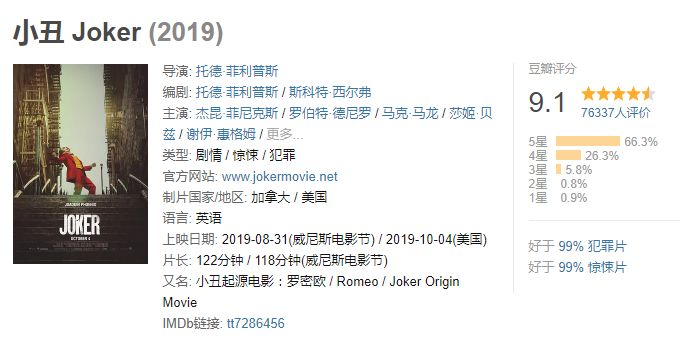 小丑 Joker (2019)
JOAQUIN PHOENIX
JOKER
OCTOBER 4
导演: 托德·菲利普斯
编剧: 托德·菲利普斯 / 斯科特·西尔弗
主演: 杰昆·菲尼克斯 / 罗伯特·德尼罗 / 马克·马龙 / 莎姬·贝
兹 / 谢伊·惠格姆 / 更多...
类型: 剧情 / 惊悚 / 犯罪
官方网站: www.jokermovie.net
制片国家/地区: 加拿大 / 美国
语言: 英语
上映日期: 2019-08-31(威尼斯电影节) / 2019-10-04(美国)
片长: 122分钟 / 118分钟(威尼斯电影节)
又名: 小丑起源电影：罗密欧 / Romeo / Joker Origin
Movie
IMDb链接: tt7286456
豆瓣评分
9.1
76337人评价
5星 66.3%
4星 26.3%
3星 5.8%
2星 0.8%
1星 0.9%
好于 99% 犯罪片
好于 99% 惊悚片